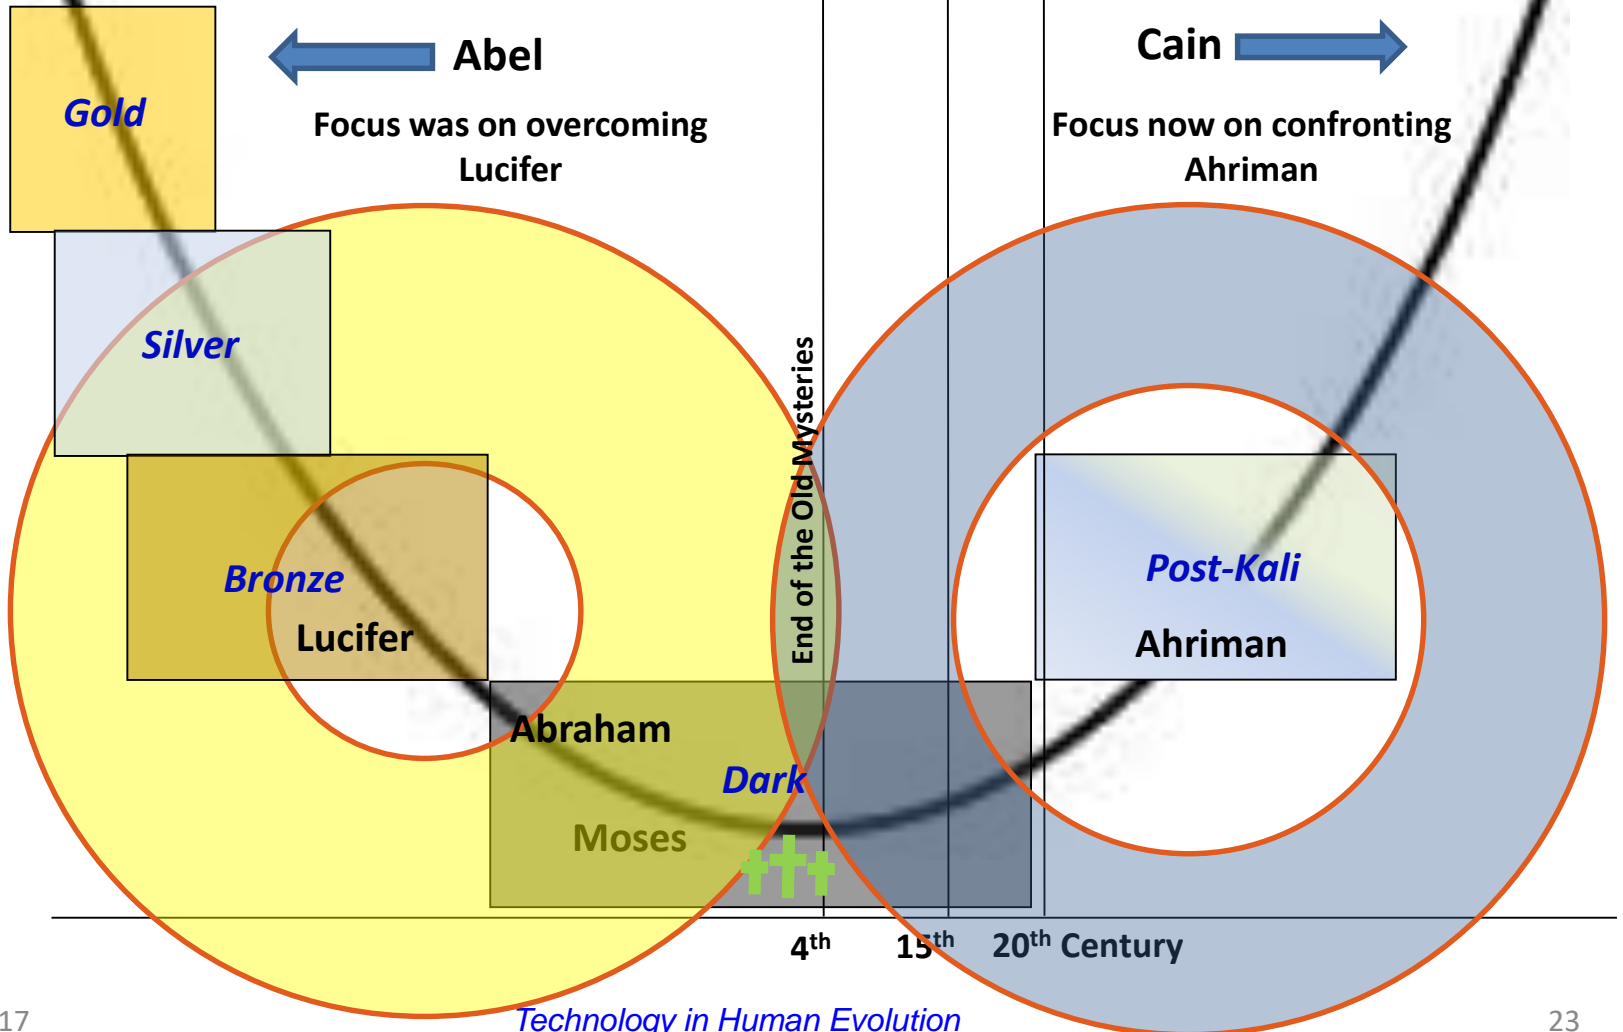 Abel
Cain
Gold
Focus was on overcoming
Lucifer
Focus now on confronting
Ahriman
Silver
End of the Old Mysteries
Bronze
Lucifer
Post-Kali
Ahriman
Abraham
Dark
Moses
4th
15th
20th Century
17
Technology in Human Evolution
23